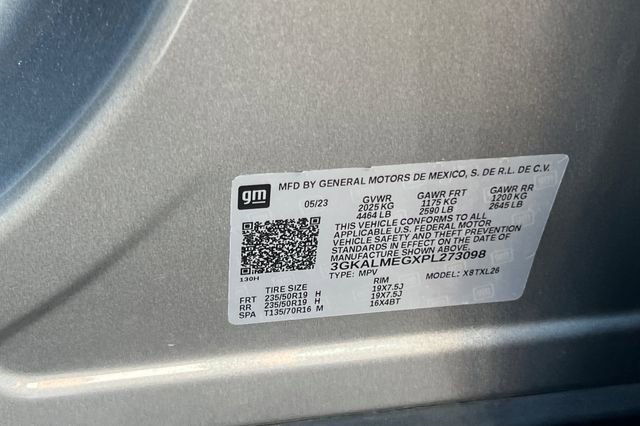 gm
MFD BY GENERAL MOTORS DE MEXICO, S. DE R.L. DE C.V.
05/23 GVWR GAWR FRT GAWR RR
2025 KG 1175 KG 1200 KG
4464 LB 2590 LB 2645 LB
THIS VEHICLE CONFORMS TO ALL
APPLICABLE U.S. FEDERAL MOTOR
VEHICLE SAFETY AND THEFT PREVENTION
STANDARDS IN EFFECT ON THE DATE OF
MANUFACTURE SHOWN ABOVE.
3GKALMEGXPL273098
130H
TYPE: MPV MODEL: X8TXL26
TIRE SIZE RIM
FRT 235/50R19 H 19X7.5J
RR 235/50R19 H 19X7.5J
SPA T135/70R16 M 16X4BT